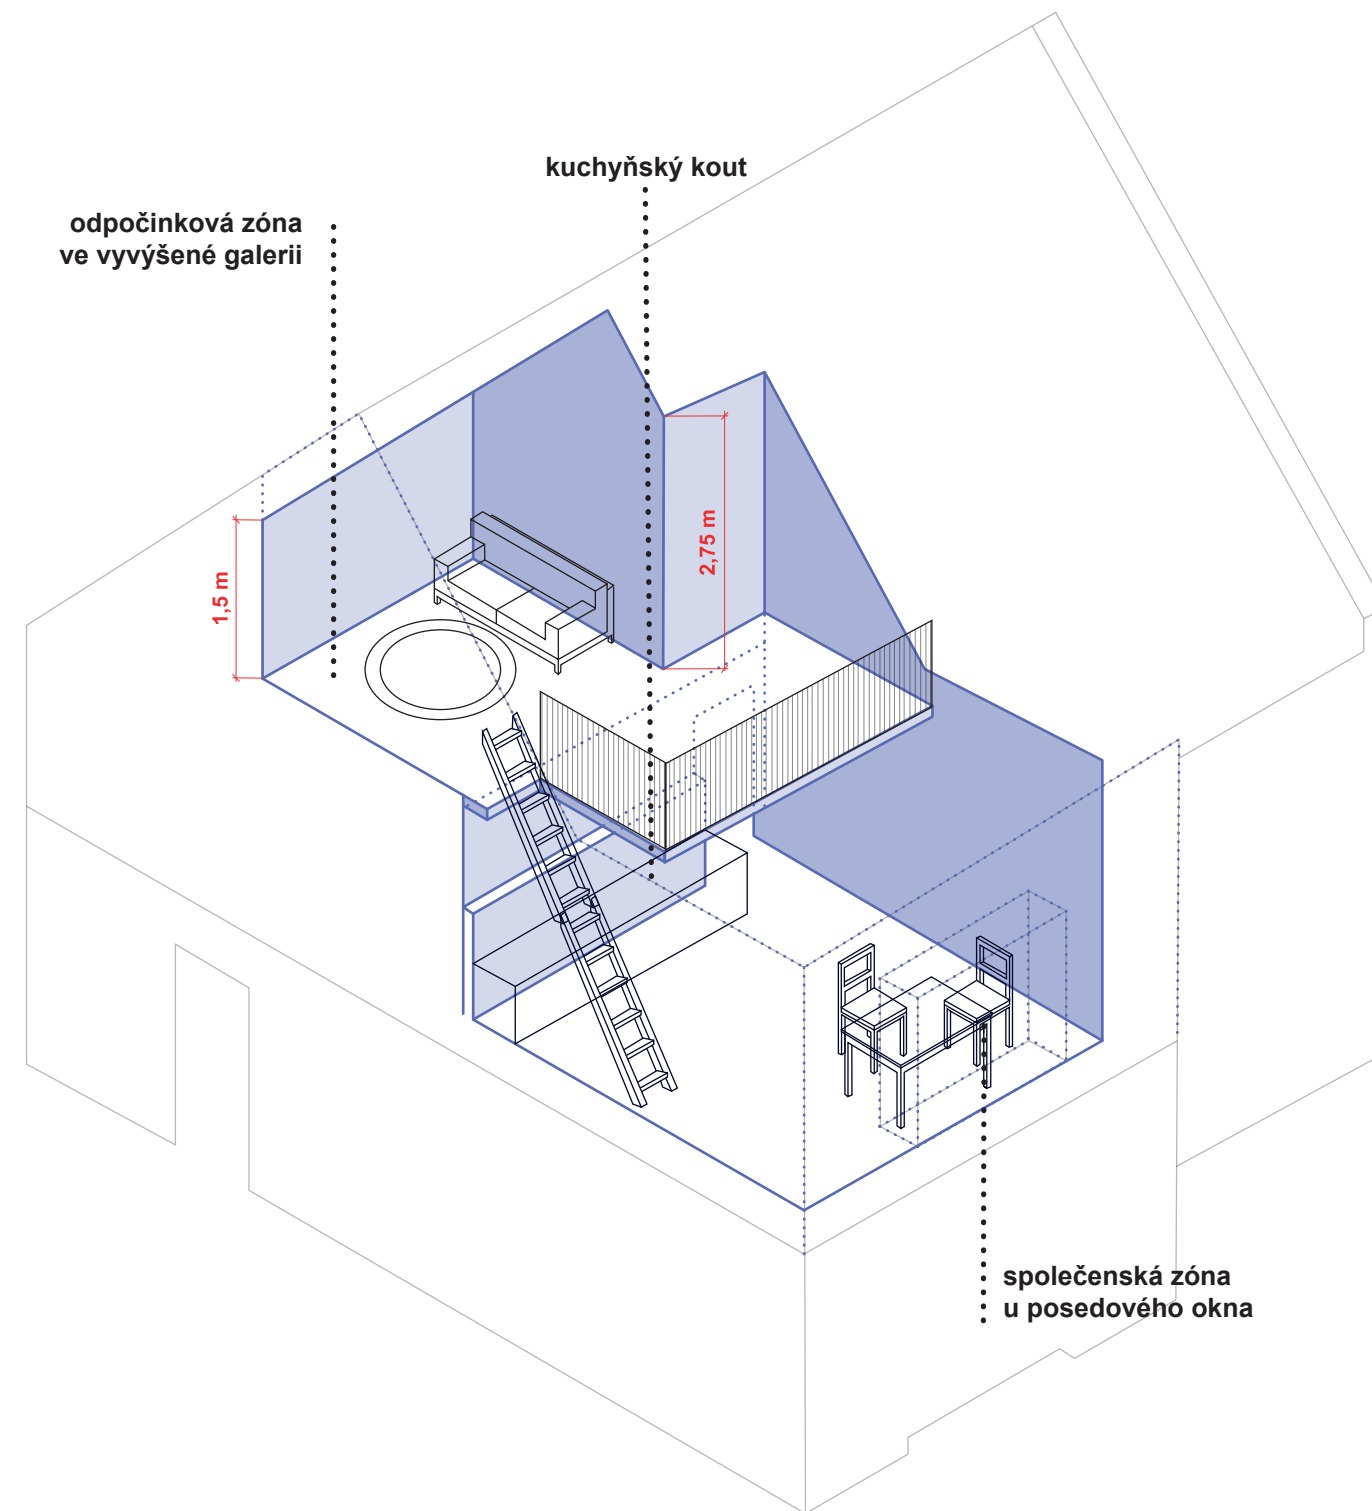 kuchyňský kout
odpočinková zóna
ve vyvýšené galerii
2,75 m
1,5 m
společenská zóna
u posedového okna